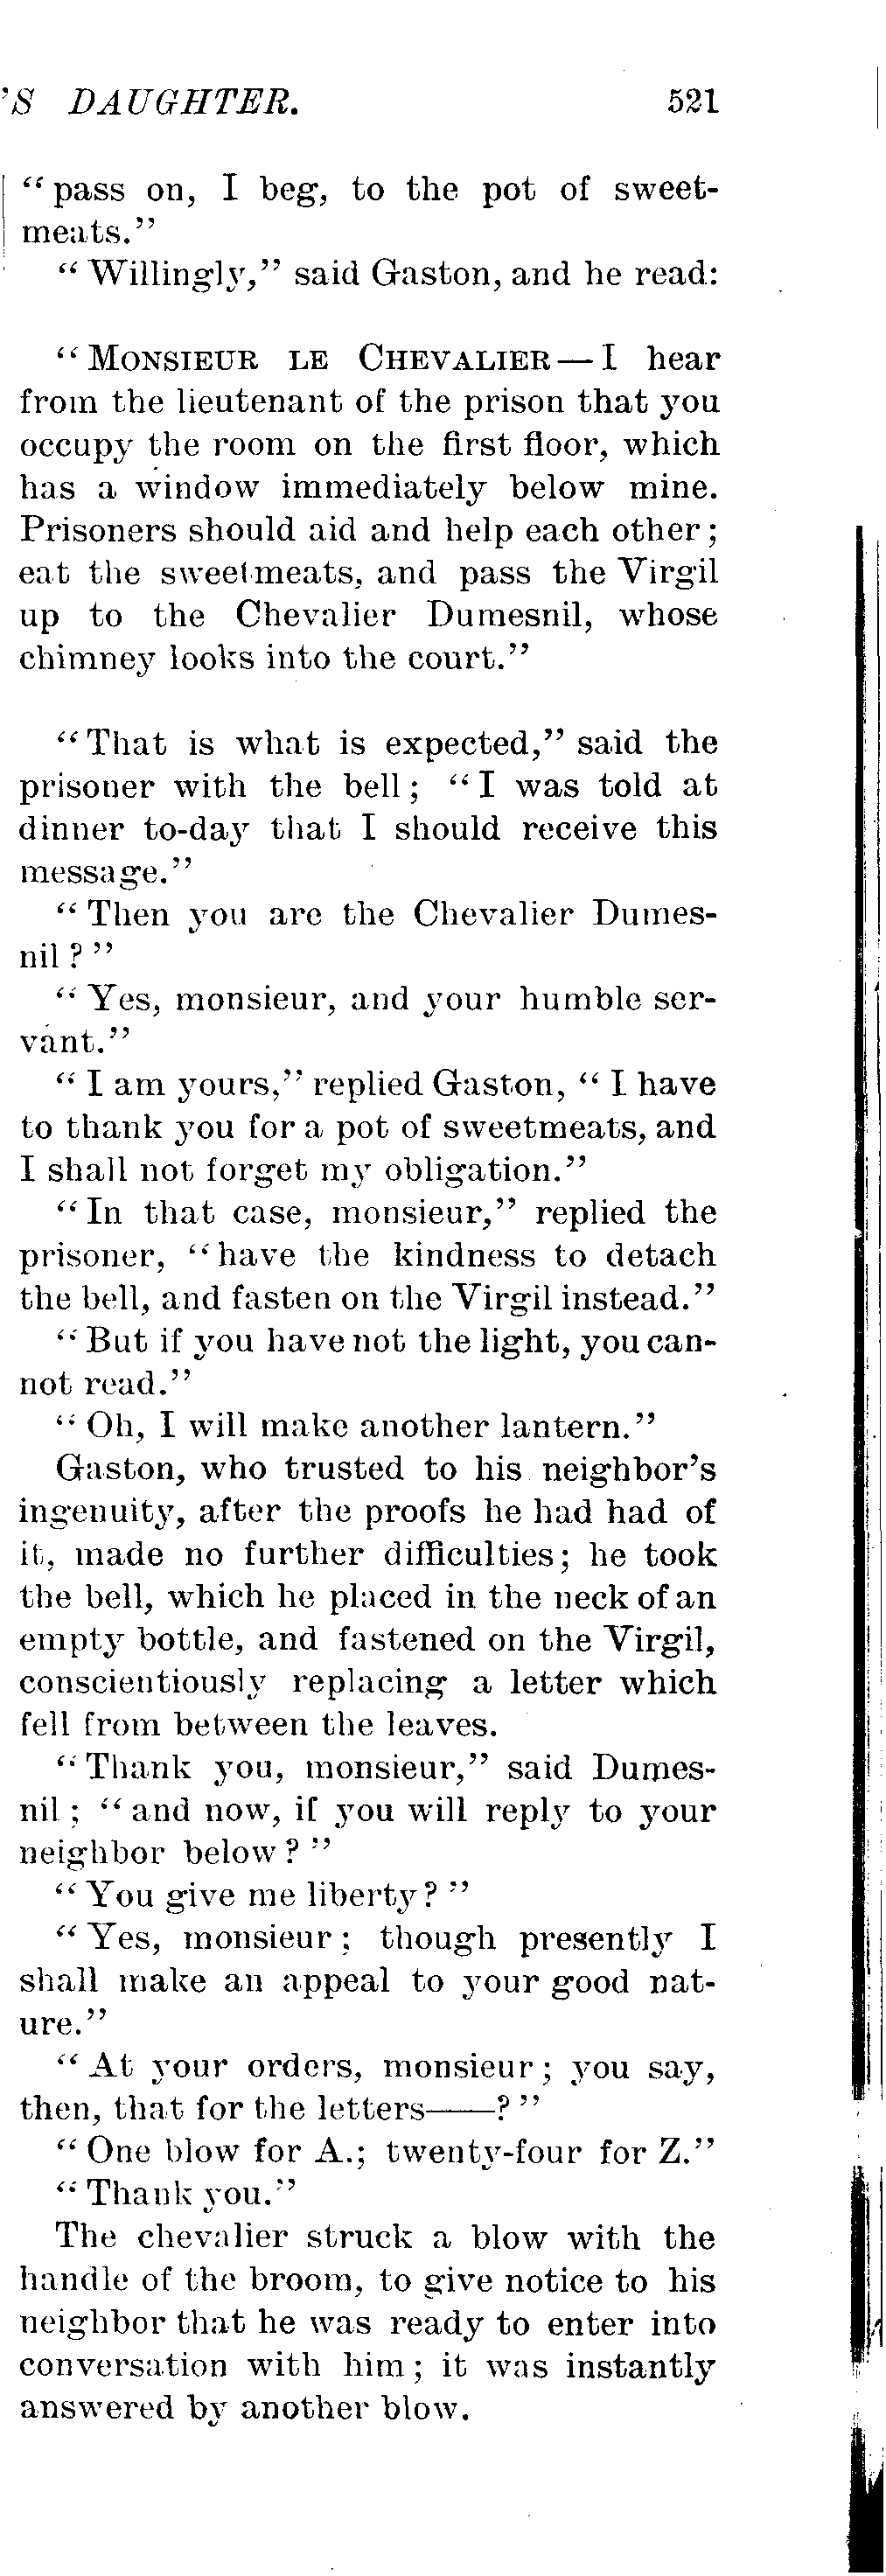 'S DAUGHTER. 521
"pass on, I beg, to the pot of sweet-
meats."
"Willingly," said Gaston, and he read:
"MONSIEUR LE CHEVALIER—I hear
from the lieutenant of the prison that you
occupy the room on the first floor, which
has a window immediately below mine.
Prisoners should aid and help each other;
eat the sweetmeats, and pass the Virgil
up to the Chevalier Dumesnil, whose
chimney looks into the court."
"That is what is expected," said the
prisoner with the bell; "I was told at
dinner to-day that I should receive this
message."
"Then you are the Chevalier Dumes-
nil?"
"Yes, monsieur, and your humble ser-
vant."
"I am yours," replied Gaston, "I have
to thank you for a pot of sweetmeats, and
I shall not forget my obligation."
"In that case, monsieur," replied the
prisoner, "have the kindness to detach
the bell, and fasten on the Virgil instead."
"But if you have not the light, you can-
not read."
"Oh, I will make another lantern."
Gaston, who trusted to his neighbor's
ingenuity, after the proofs he had had of
it, made no further difficulties; he took
the bell, which he placed in the neck of an
empty bottle, and fastened on the Virgil,
conscientiously replacing a letter which
fell from between the leaves.
"Thank you, monsieur," said Dumes-
nil; "and now, if you will reply to your
neighbor below?"
"You give me liberty?"
"Yes, monsieur; though presently I
shall make an appeal to your good nat-
ure."
"At your orders, monsieur; you say,
then, that for the letters——?"
"One blow for A.; twenty-four for Z."
"Thank you."
The chevalier struck a blow with the
handle of the broom, to give notice to his
neighbor that he was ready to enter into
conversation with him; it was instantly
answered by another blow.